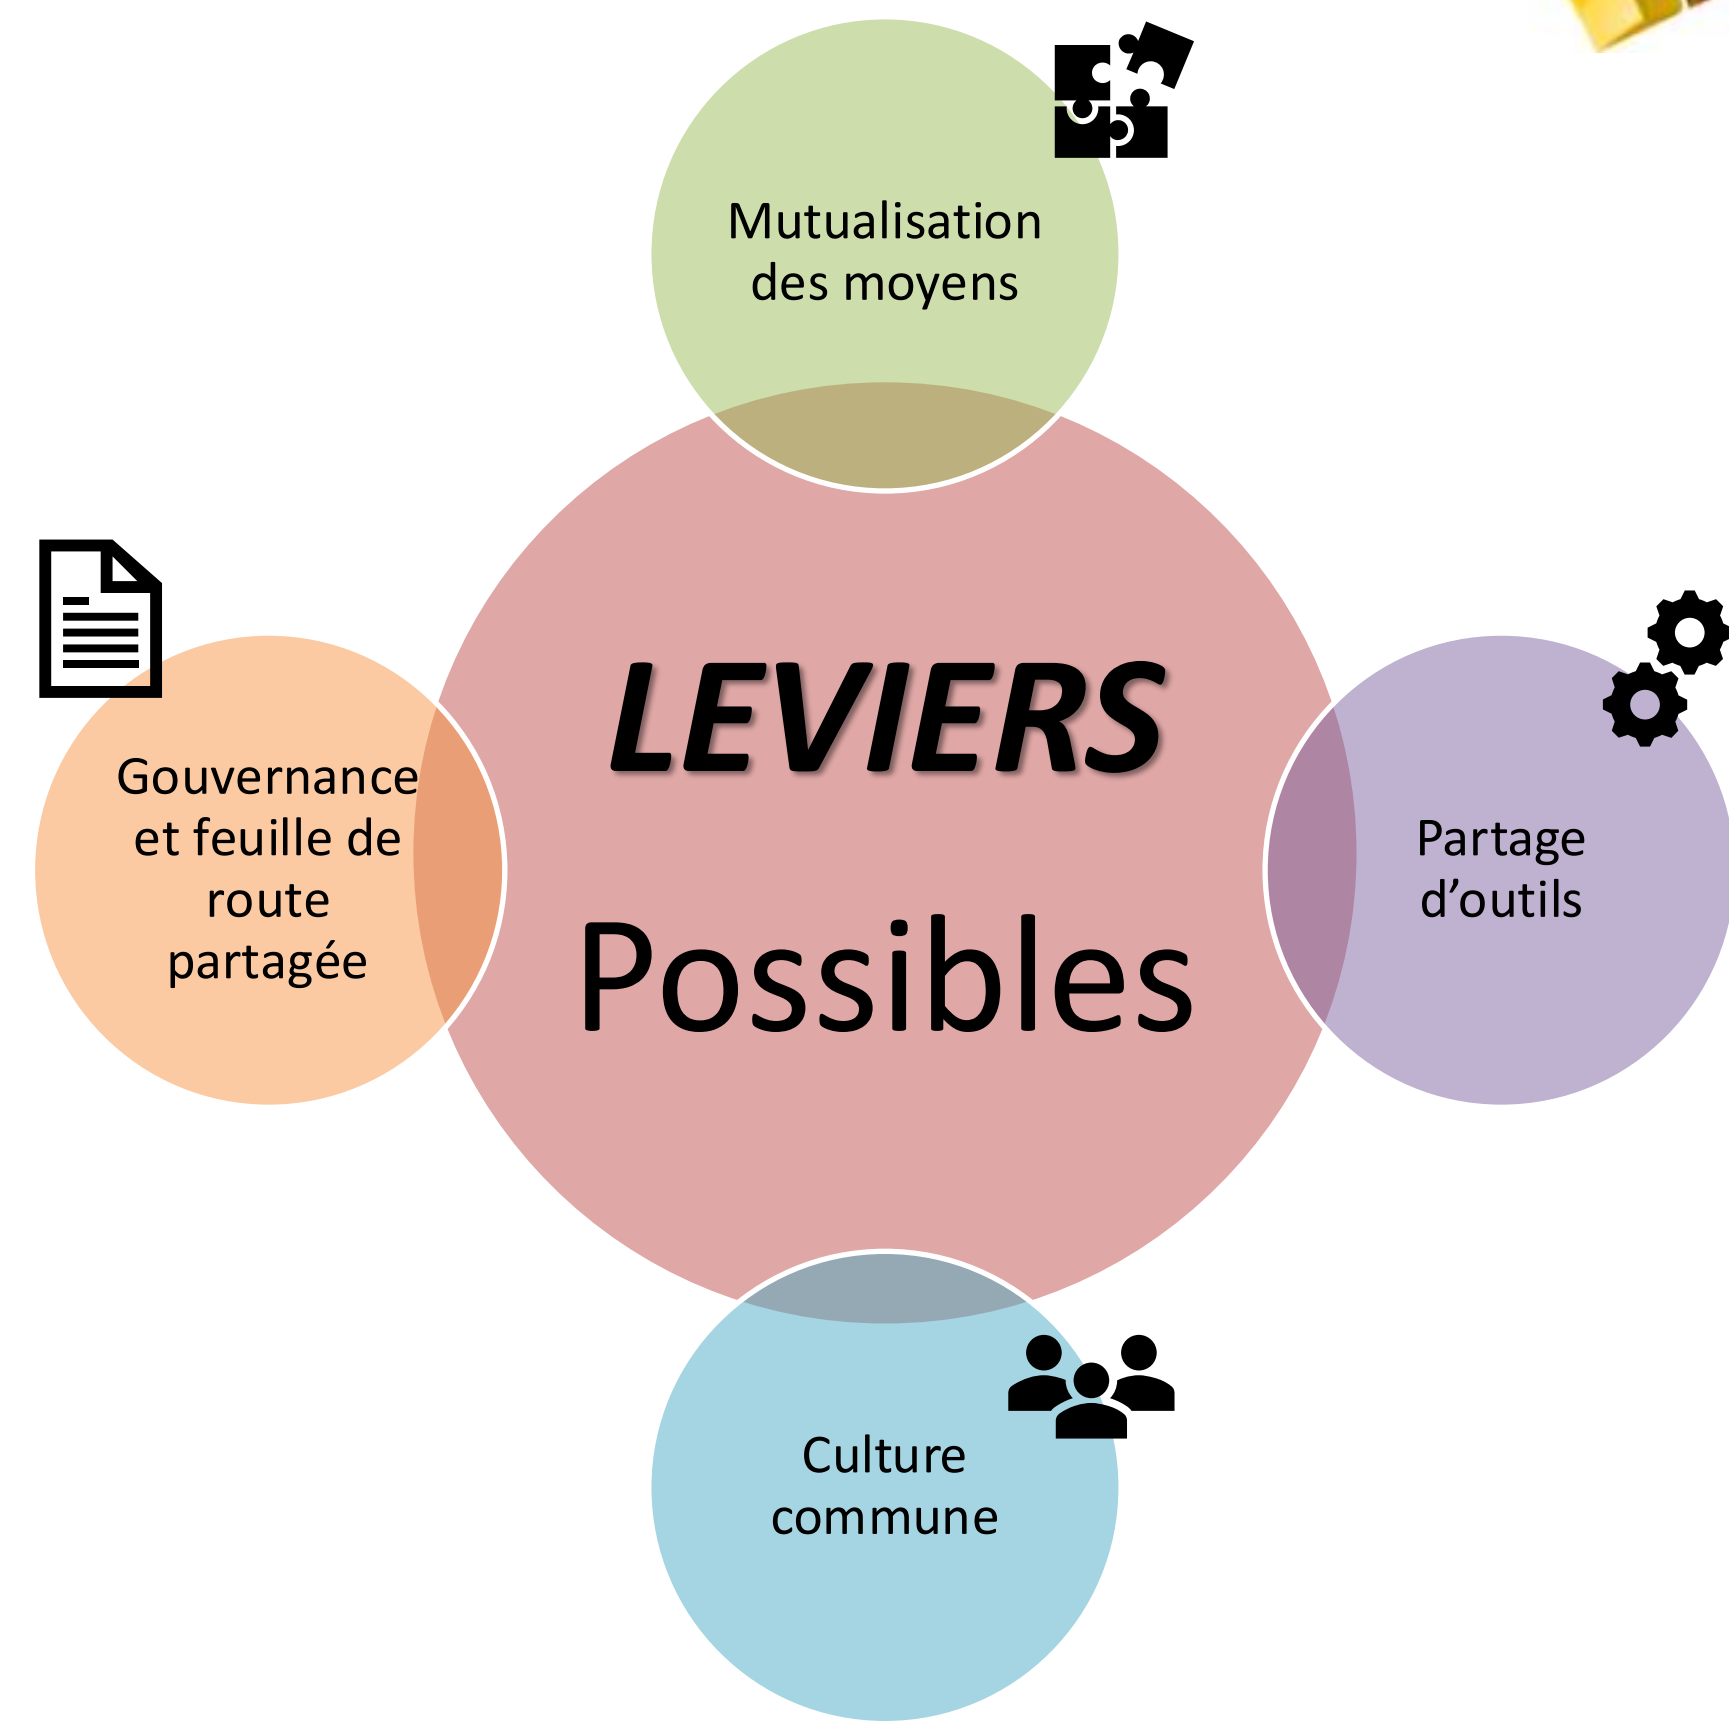 Mutualisation
des moyens
LEVIERS
Possibles
Gouvernance
et feuille de
route
partagée
Partage
d’outils
Culture
commune